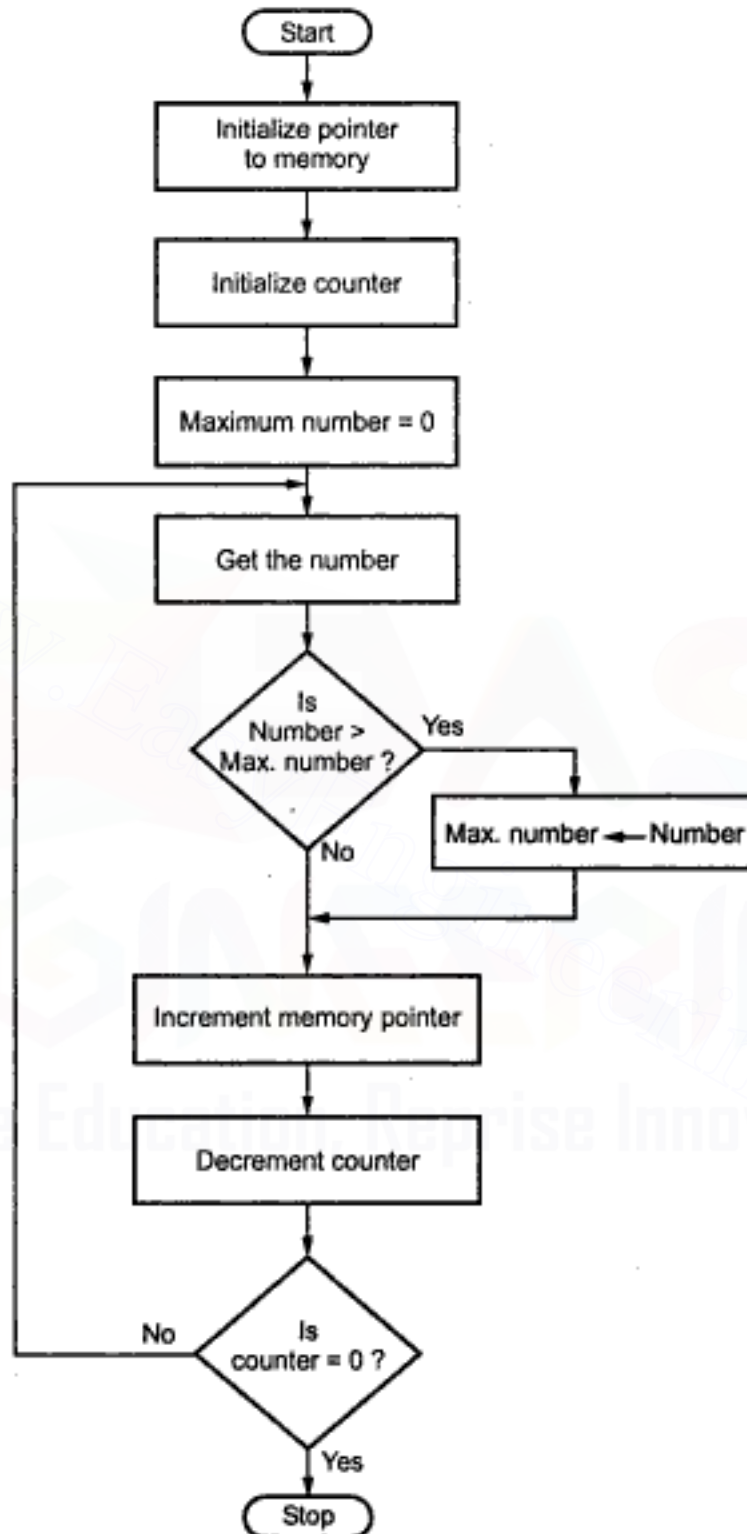 Start
Initialize pointer
to memory
Initialize counter
Maximum number = 0
Get the number
Is
Number >
Max. number ?
Yes
Max. number ← Number
No
Increment memory pointer
Decrement counter
No
Is
counter = 0 ?
Yes
Stop